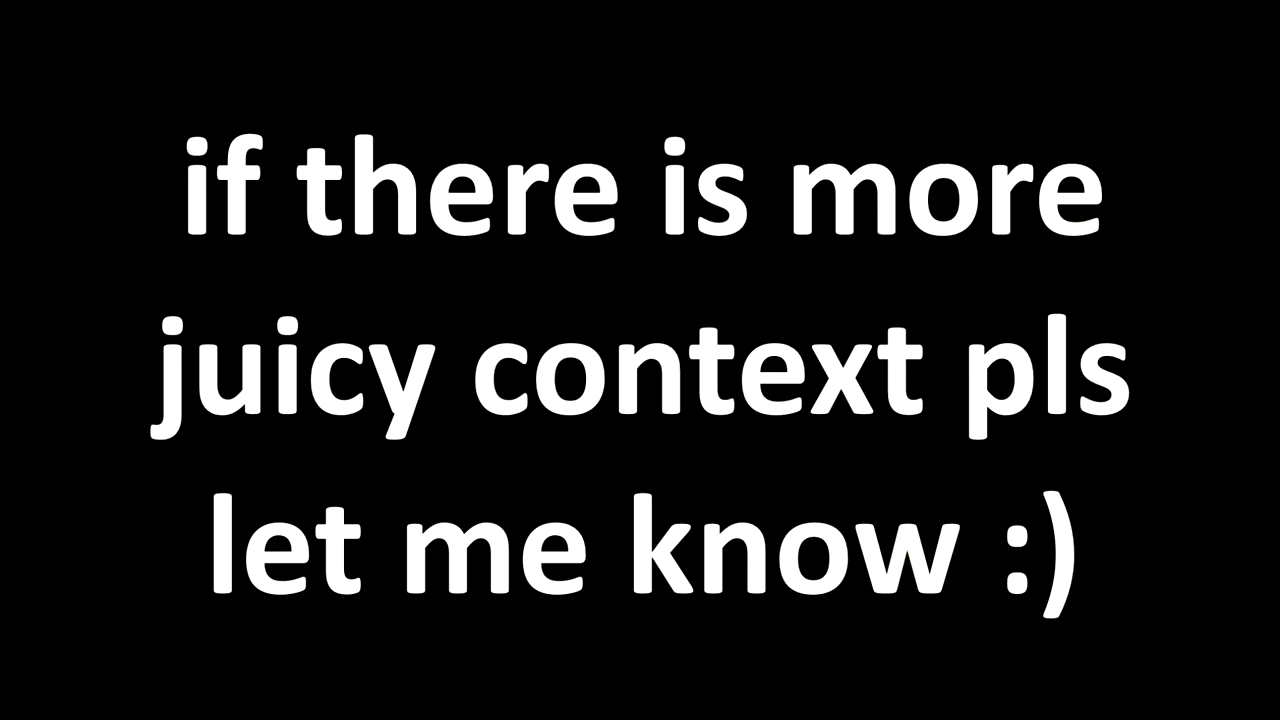 if there is more
juicy context pls
let me know :)